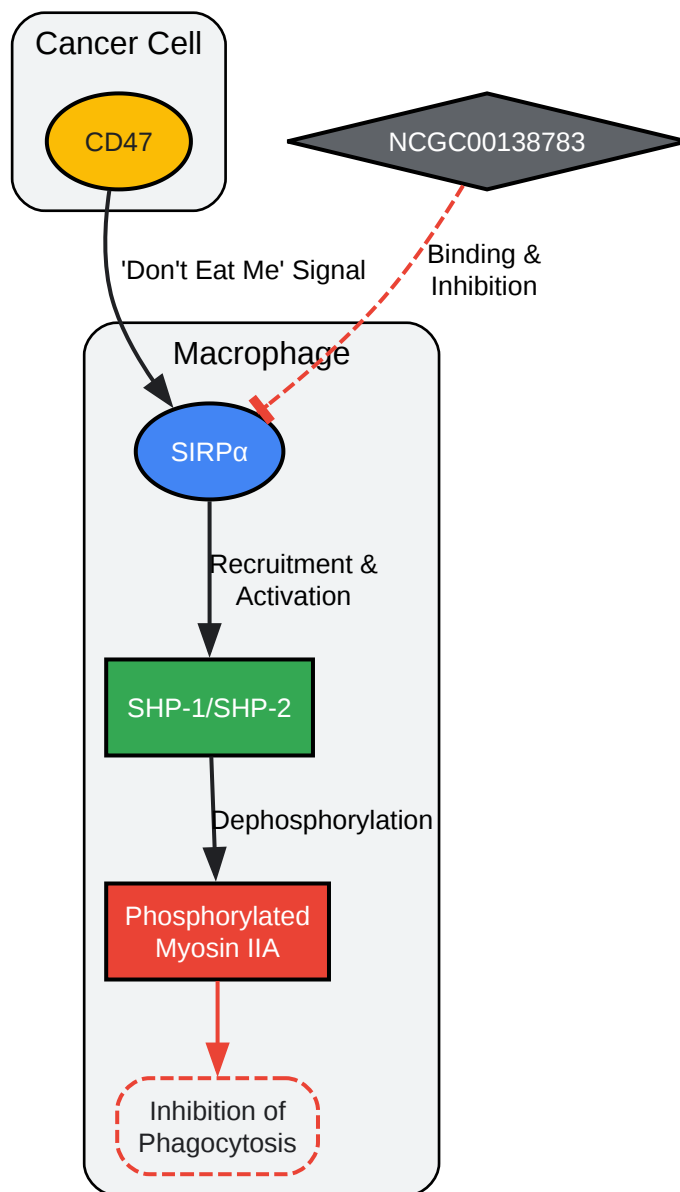 Cancer Cell
CD47
NCGC00138783
'Don't Eat Me' Signal
Binding &
Inhibition
Macrophage
SIRPα
Recruitment &
Activation
SHP-1/SHP-2
Dephosphorylation
Phosphorylated
Myosin IIA
Inhibition of
Phagocytosis